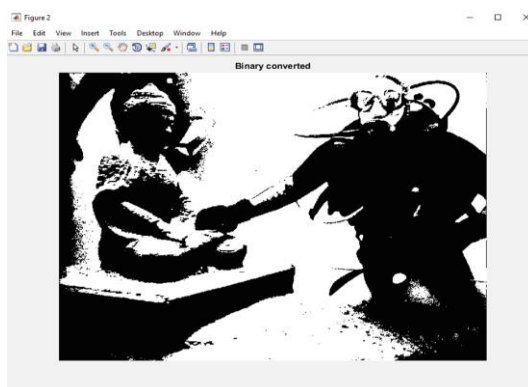 Figure 2
File Edit View Insert Tools Desktop Window Help
Binary converted